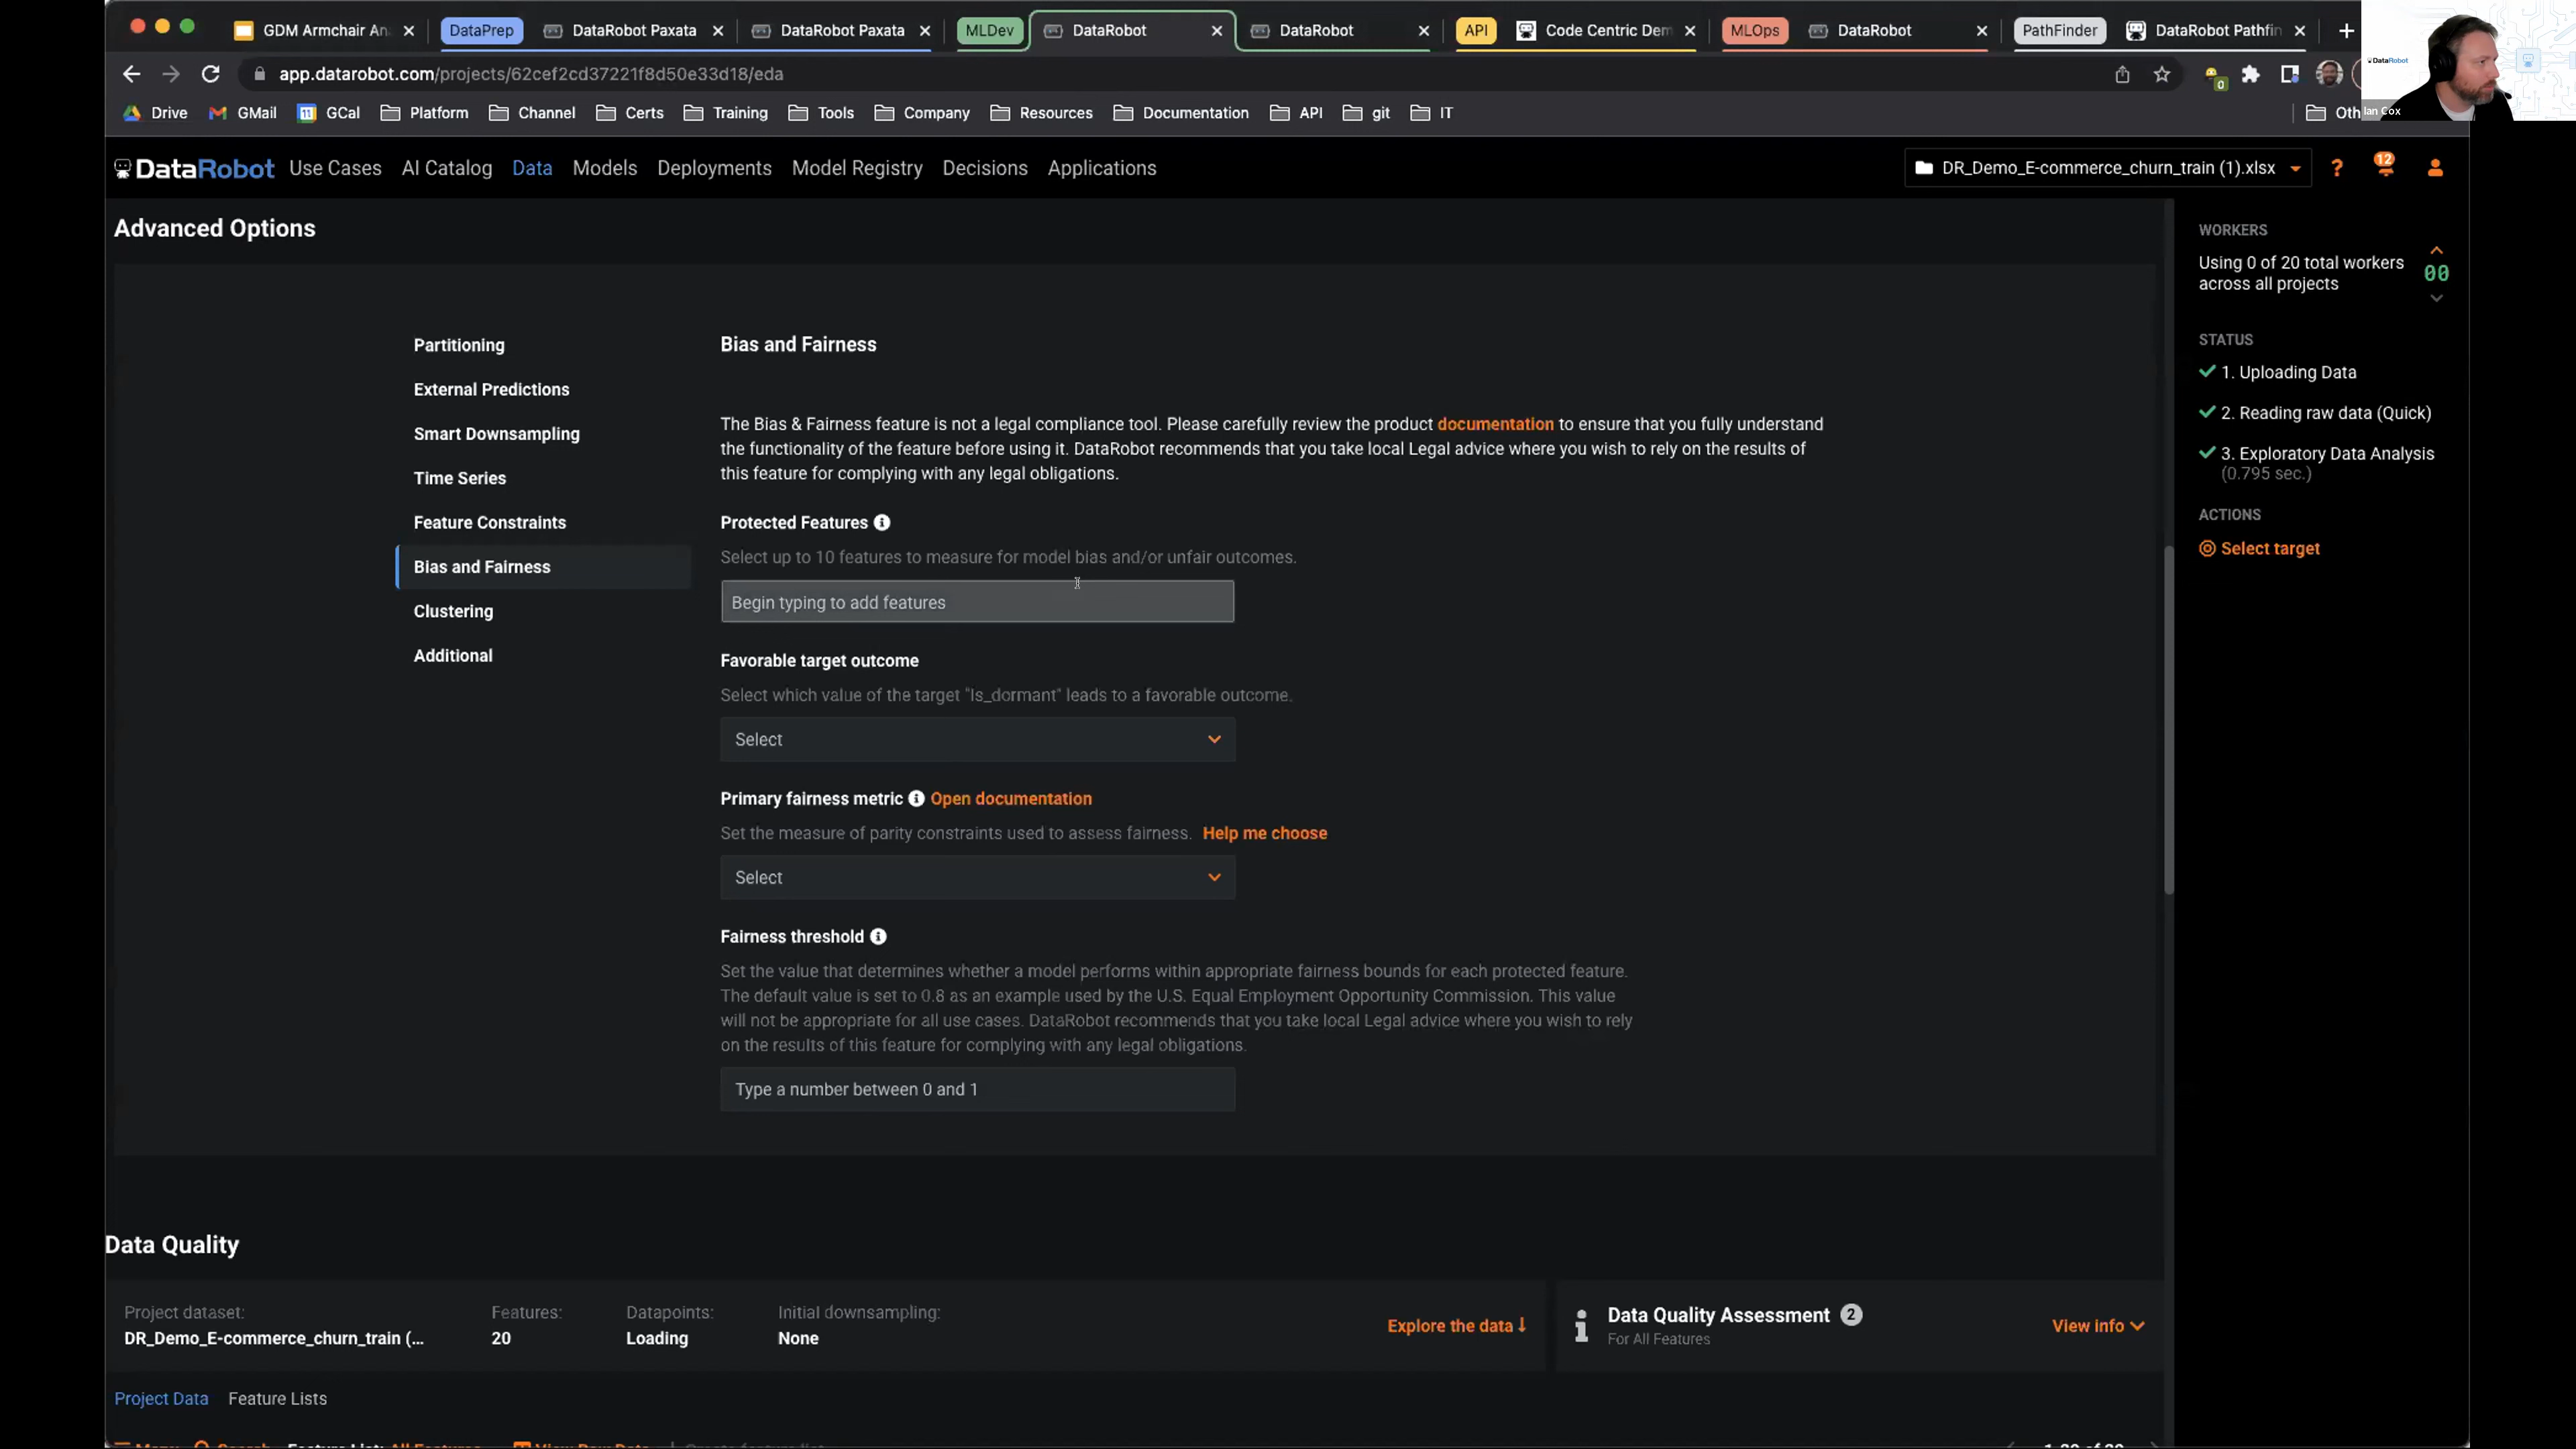 GDM Armchair An
DataPrep
DataRobot Paxata
DataRobot Paxata
MLDev
DataRobot
DataRobot
API
Code Centric Dem
MLOps
DataRobot
PathFinder
DataRobot Pathfin
app.datarobot.com/projects/62cef2cd37221f8d50e33d18/eda
0
DataRobot
Ian Cox
Drive
GMail
11
GCal
Platform
Channel
Certs
Training
Tools
Company
Resources
Documentation
API
git
IT
Oth
DataRobot
Use Cases
AI Catalog
Data
Models
Deployments
Model Registry
Decisions
Applications
DR_Demo_E-commerce_churn_train (1).xlsx
?
12
Advanced Options
Partitioning
External Predictions
Smart Downsampling
Time Series
Feature Constraints
Bias and Fairness
Clustering
Additional
Bias and Fairness
The Bias & Fairness feature is not a legal compliance tool. Please carefully review the product documentation to ensure that you fully understand
the functionality of the feature before using it. DataRobot recommends that you take local Legal advice where you wish to rely on the results of
this feature for complying with any legal obligations.
Protected Features
Select up to 10 features to measure for model bias and/or unfair outcomes.
Begin typing to add features
Favorable target outcome
Select which value of the target "Is_dormant" leads to a favorable outcome.
Select
Primary fairness metric Open documentation
Set the measure of parity constraints used to assess fairness. Help me choose
Select
Fairness threshold
Set the value that determines whether a model performs within appropriate fairness bounds for each protected feature.
The default value is set to 0.8 as an example used by the U.S. Equal Employment Opportunity Commission. This value
will not be appropriate for all use cases. DataRobot recommends that you take local Legal advice where you wish to rely
on the results of this feature for complying with any legal obligations.
Type a number between 0 and 1
WORKERS
Using 0 of 20 total workers
across all projects
00
STATUS
1. Uploading Data
2. Reading raw data (Quick)
3. Exploratory Data Analysis
(0.795 sec.)
ACTIONS
Select target
Data Quality
Project dataset:
DR_Demo_E-commerce_churn_train (...
Features:
20
Datapoints:
Loading
Initial downsampling:
None
Explore the data
Data Quality Assessment 2
For All Features
View info
Project Data
Feature Lists